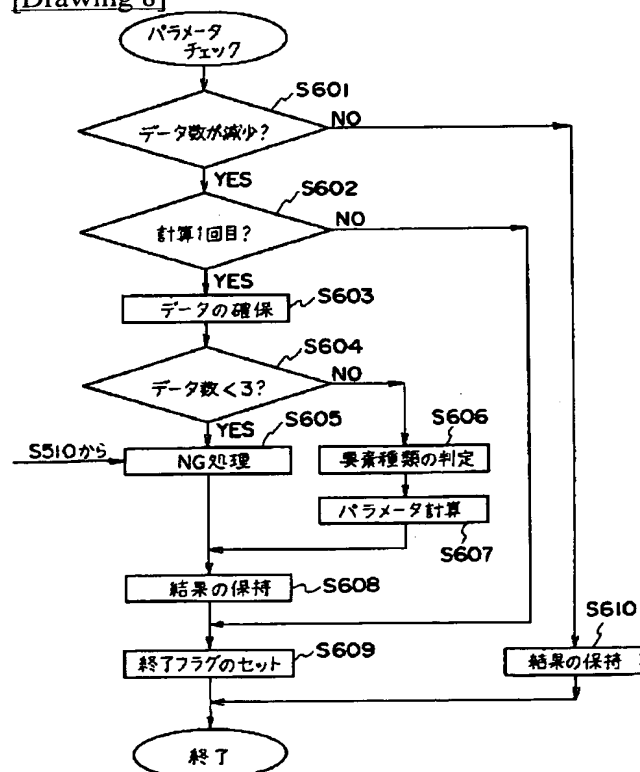 [Drawing 8]
パラメータ
チェック
S601
データ数が減少?
NO
YES
S602
計算1回目?
NO
YES
データの確保
S603
S604
データ数<3?
NO
YES
S605
S606
S510から
NG処理
要素種類の判定
パラメータ計算
S607
結果の保持
S608
S610
終了フラグのセット
S609
結果の保持
終了